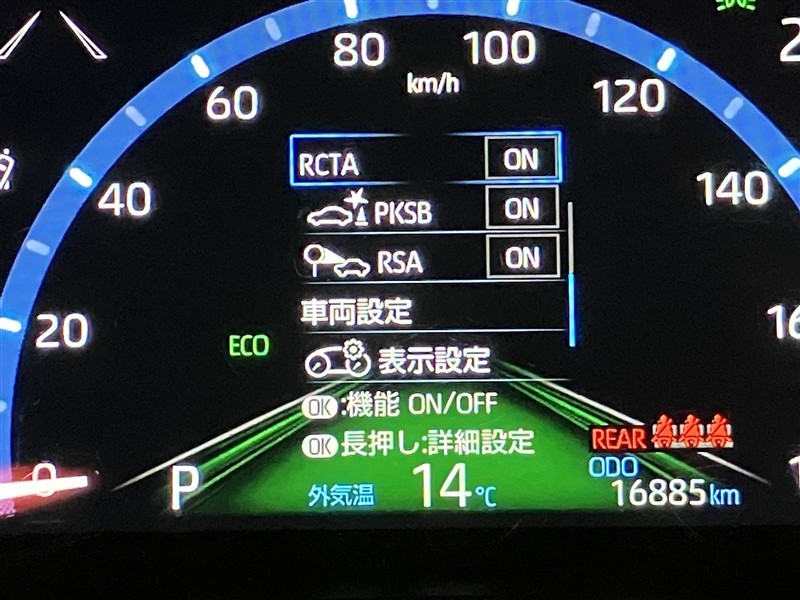 80
100
km/h
60
120
RCTA ON
40
PKSB ON
140
RSA ON
車両設定
20
ECO
表示設定
OK:機能 ON/OFF
OK長押し:詳細設定
REAR
0
P
外気温 14℃
ODO
16885km